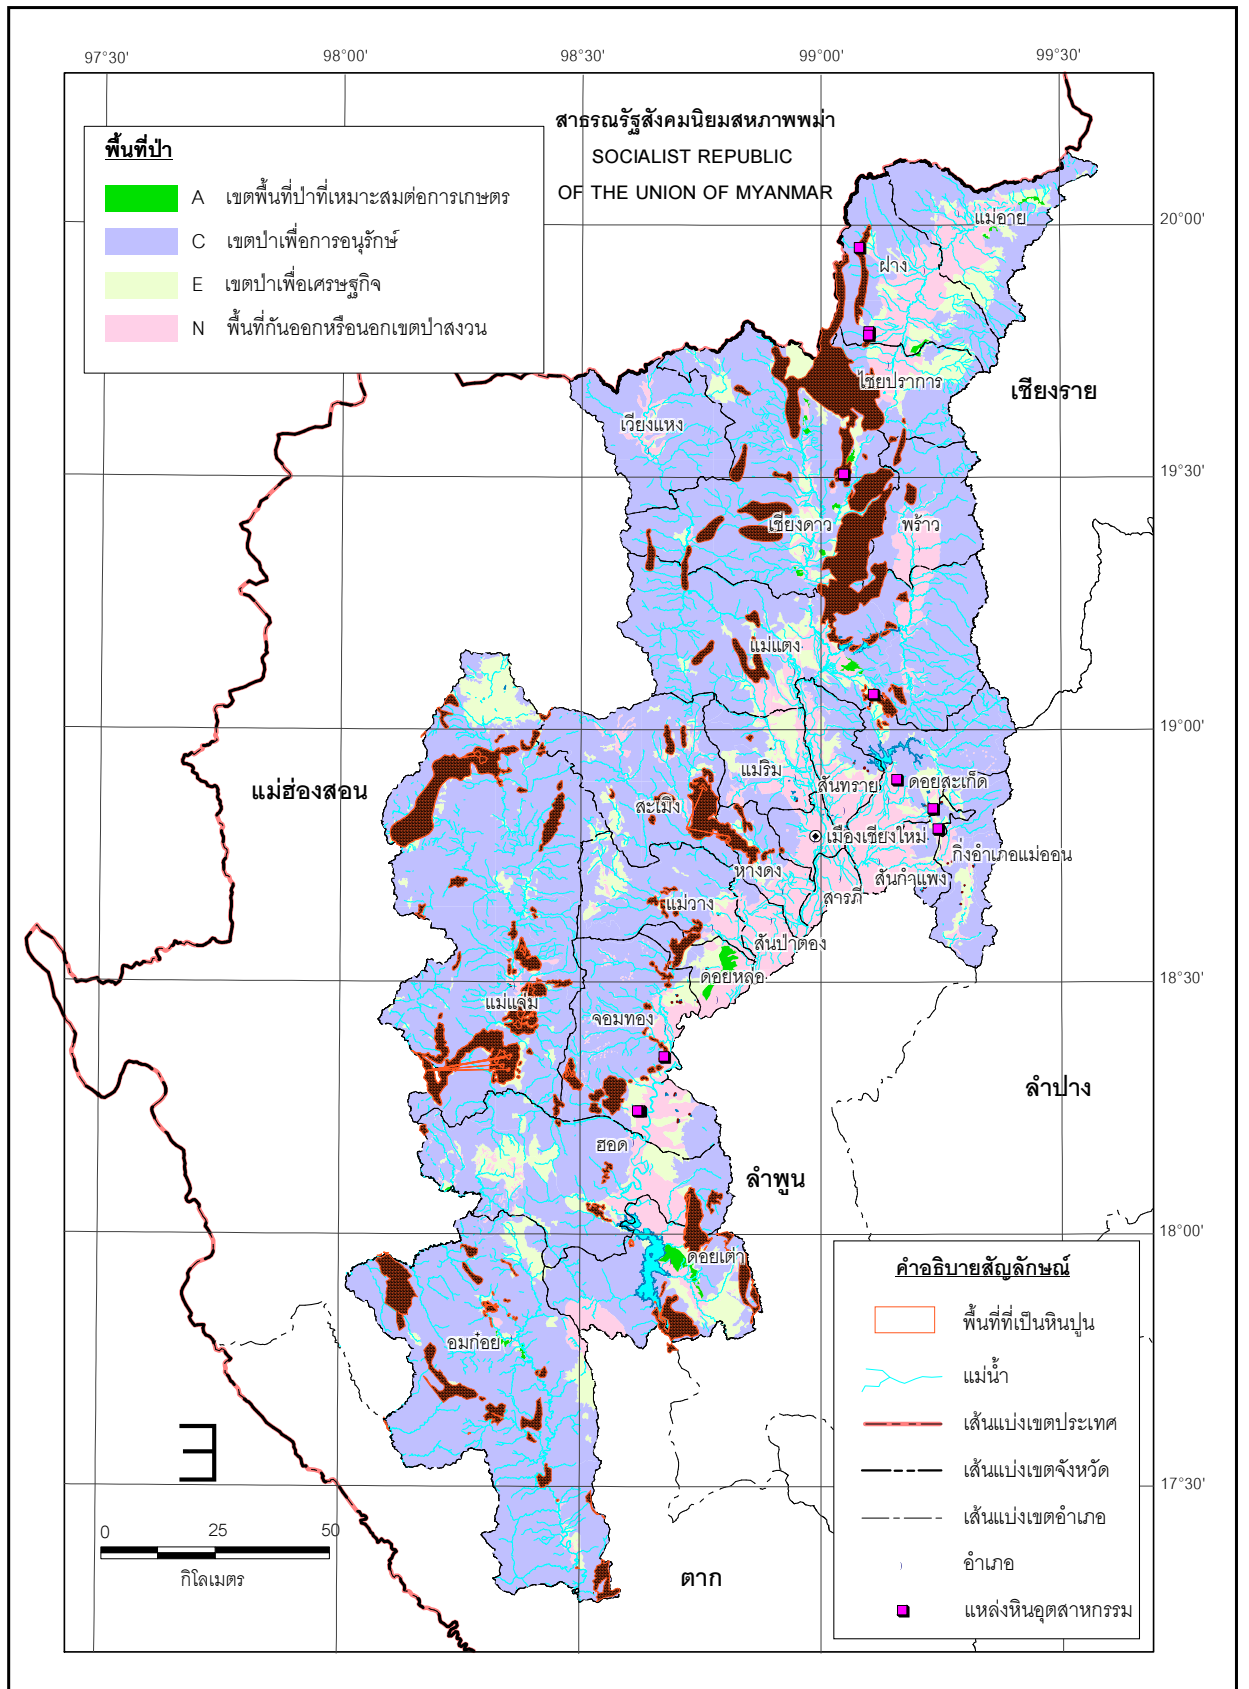 97°30'
98°00'
98°30'
99°00'
99°30'
สาธรณรัฐสังคมนิยมสหภาพพม่า
SOCIALIST REPUBLIC
OF THE UNION OF MYANMAR
พื้นที่ป่า
A เขตพื้นที่ป่าที่เหมาะสมต่อการเกษตร
C เขตป่าเพื่อการอนุรักษ์
E เขตป่าเพื่อเศรษฐกิจ
N พื้นที่กันออกหรือนอกเขตป่าสงวน
20°00'
แม่อาย
ฝาง
ไชยปราการ
เชียงราย
เวียงแหง
19°30'
เชียงดาว
พร้าว
แม่แตง
19°00'
แม่ฮ่องสอน
แม่ริม
สันทราย
ดอยสะเก็ด
สะเมิง
เมืองเชียงใหม่
กิ่งอำเภอแม่ออน
หางดง
สันกำแพง
สารภี
แม่วาง
สันป่าตอง
18°30'
ดอยหล่อ
แม่แจ่ม
จอมทอง
ลำปาง
ฮอด
ลำพูน
18°00'
ดอยเต่า
อมก๋อย
17°30'
ตาก
คำอธิบายสัญลักษณ์
พื้นที่ที่เป็นหินปูน
แม่น้ำ
เส้นแบ่งเขตประเทศ
เส้นแบ่งเขตจังหวัด
เส้นแบ่งเขตอำเภอ
อำเภอ
แหล่งหินอุตสาหกรรม
0 25 50
กิโลเมตร